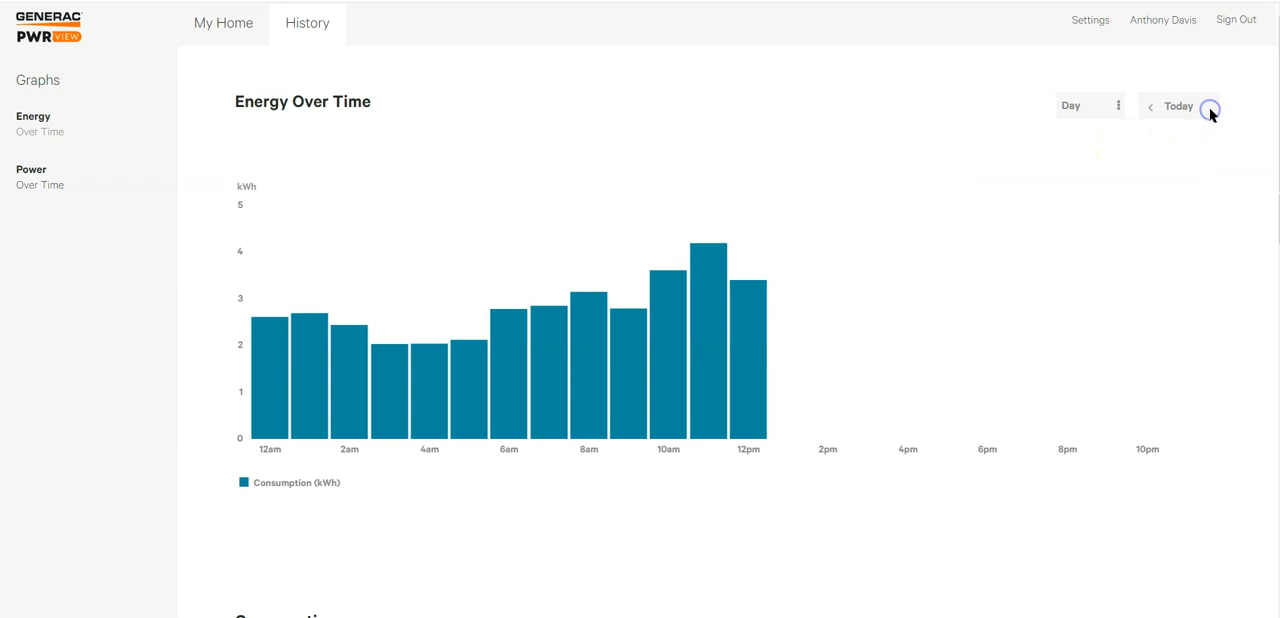 GENERAC
PWRVIEW
My Home
History
Settings
Anthony Davis
Sign Out
Graphs
Energy
Over Time
Power
Over Time
Energy Over Time
Day
Today
kWh
5
4
3
2
1
0
12am 2am 4am 6am 8am 10am 12pm 2pm 4pm 6pm 8pm 10pm
Consumption (kWh)